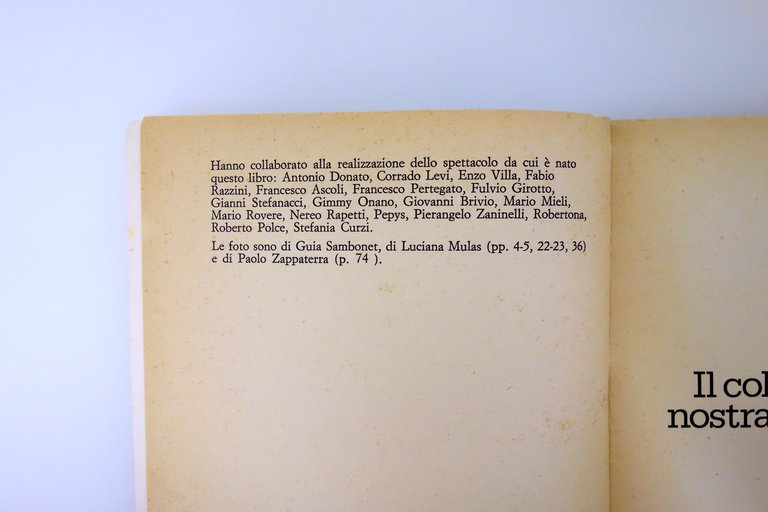 Hanno collaborato alla realizzazione dello spettacolo da cui è nato
questo libro: Antonio Donato, Corrado Levi, Enzo Villa, Fabio
Razzini, Francesco Ascoli, Francesco Pertegato, Fulvio Girotto,
Gianni Stefanacci, Gimmy Onano, Giovanni Brivio, Mario Mieli,
Mario Rovere, Nereo Rapetti, Pepys, Pierangelo Zaninelli, Robertona,
Roberto Polce, Stefania Curzi.
Le foto sono di Guia Sambonet, di Luciana Mulas (pp. 4-5, 22-23, 36)
e di Paolo Zappaterra (p. 74 ).
Il col
nostra